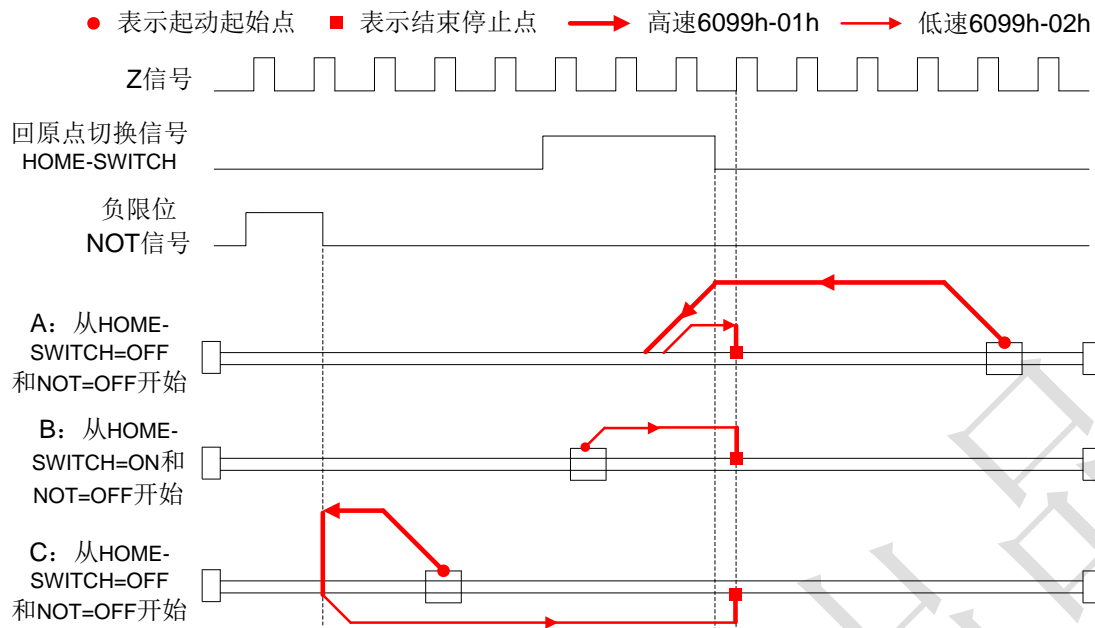 表示起动起始点 表示结束停止点 高速6099h-01h 低速6099h-02h
Z信号
回原点切换信号
HOME-SWITCH
负限位
NOT信号
A：从HOME-
SWITCH=OFF
和NOT=OFF开始
B：从HOME-
SWITCH=ON和
NOT=OFF开始
C：从HOME-
SWITCH=OFF
和NOT=OFF开始